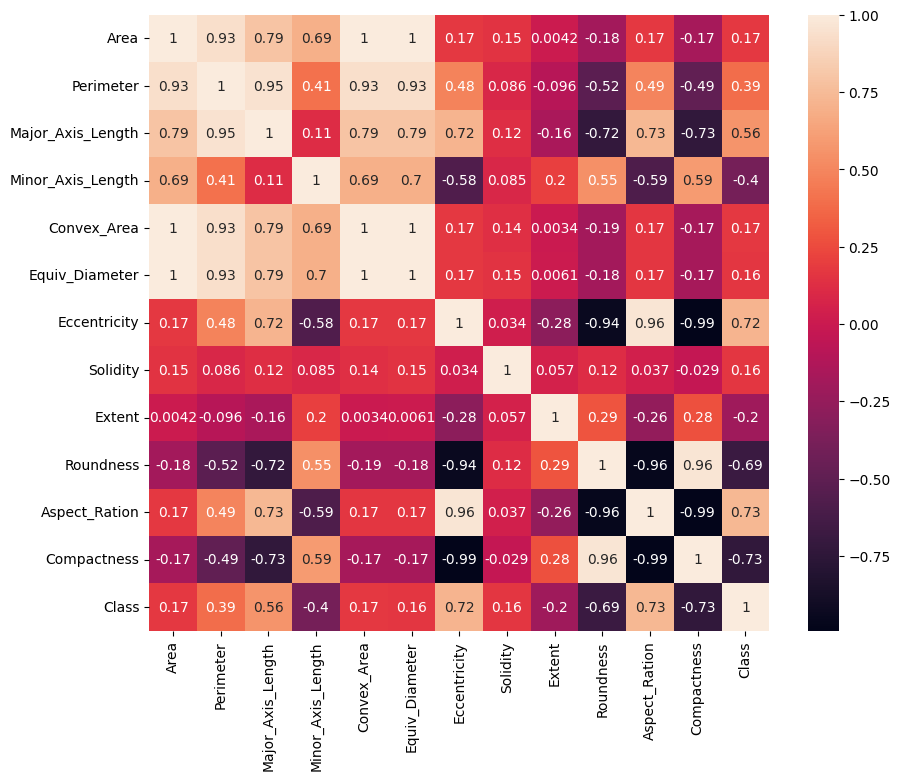 Area 1 0.93 0.79 0.69 1 1 0.17 0.15 0.0042 -0.18 0.17 -0.17 0.17
Perimeter 0.93 1 0.95 0.41 0.93 0.93 0.48 0.086 -0.096 -0.52 0.49 -0.49 0.39
Major_Axis_Length 0.79 0.95 1 0.11 0.79 0.79 0.72 0.12 -0.16 -0.72 0.73 -0.73 0.56
Minor_Axis_Length 0.69 0.41 0.11 1 0.69 0.7 -0.58 0.085 0.2 0.55 -0.59 0.59 -0.4
Convex_Area 1 0.93 0.79 0.69 1 1 0.17 0.14 0.0034 -0.19 0.17 -0.17 0.17
Equiv_Diameter 1 0.93 0.79 0.7 1 1 0.17 0.15 0.0061 -0.18 0.17 -0.17 0.16
Eccentricity 0.17 0.48 0.72 -0.58 0.17 0.17 1 0.034 -0.28 -0.94 0.96 -0.99 0.72
Solidity 0.15 0.086 0.12 0.085 0.14 0.15 0.034 1 0.057 0.12 0.037 -0.029 0.16
Extent 0.0042 -0.096 -0.16 0.2 0.0034 0.0061 -0.28 0.057 1 0.29 -0.26 0.28 -0.2
Roundness -0.18 -0.52 -0.72 0.55 -0.19 -0.18 -0.94 0.12 0.29 1 -0.96 0.96 -0.69
Aspect_Ration 0.17 0.49 0.73 -0.59 0.17 0.17 0.96 0.037 -0.26 -0.96 1 -0.99 0.73
Compactness -0.17 -0.49 -0.73 0.59 -0.17 -0.17 -0.99 -0.029 0.28 0.96 -0.99 1 -0.73
Class 0.17 0.39 0.56 -0.4 0.17 0.16 0.72 0.16 -0.2 -0.69 0.73 -0.73 1
Area
Perimeter
Major_Axis_Length
Minor_Axis_Length
Convex_Area
Equiv_Diameter
Eccentricity
Solidity
Extent
Roundness
Aspect_Ration
Compactness
Class
1.00
0.75
0.50
0.25
0.00
-0.25
-0.50
-0.75